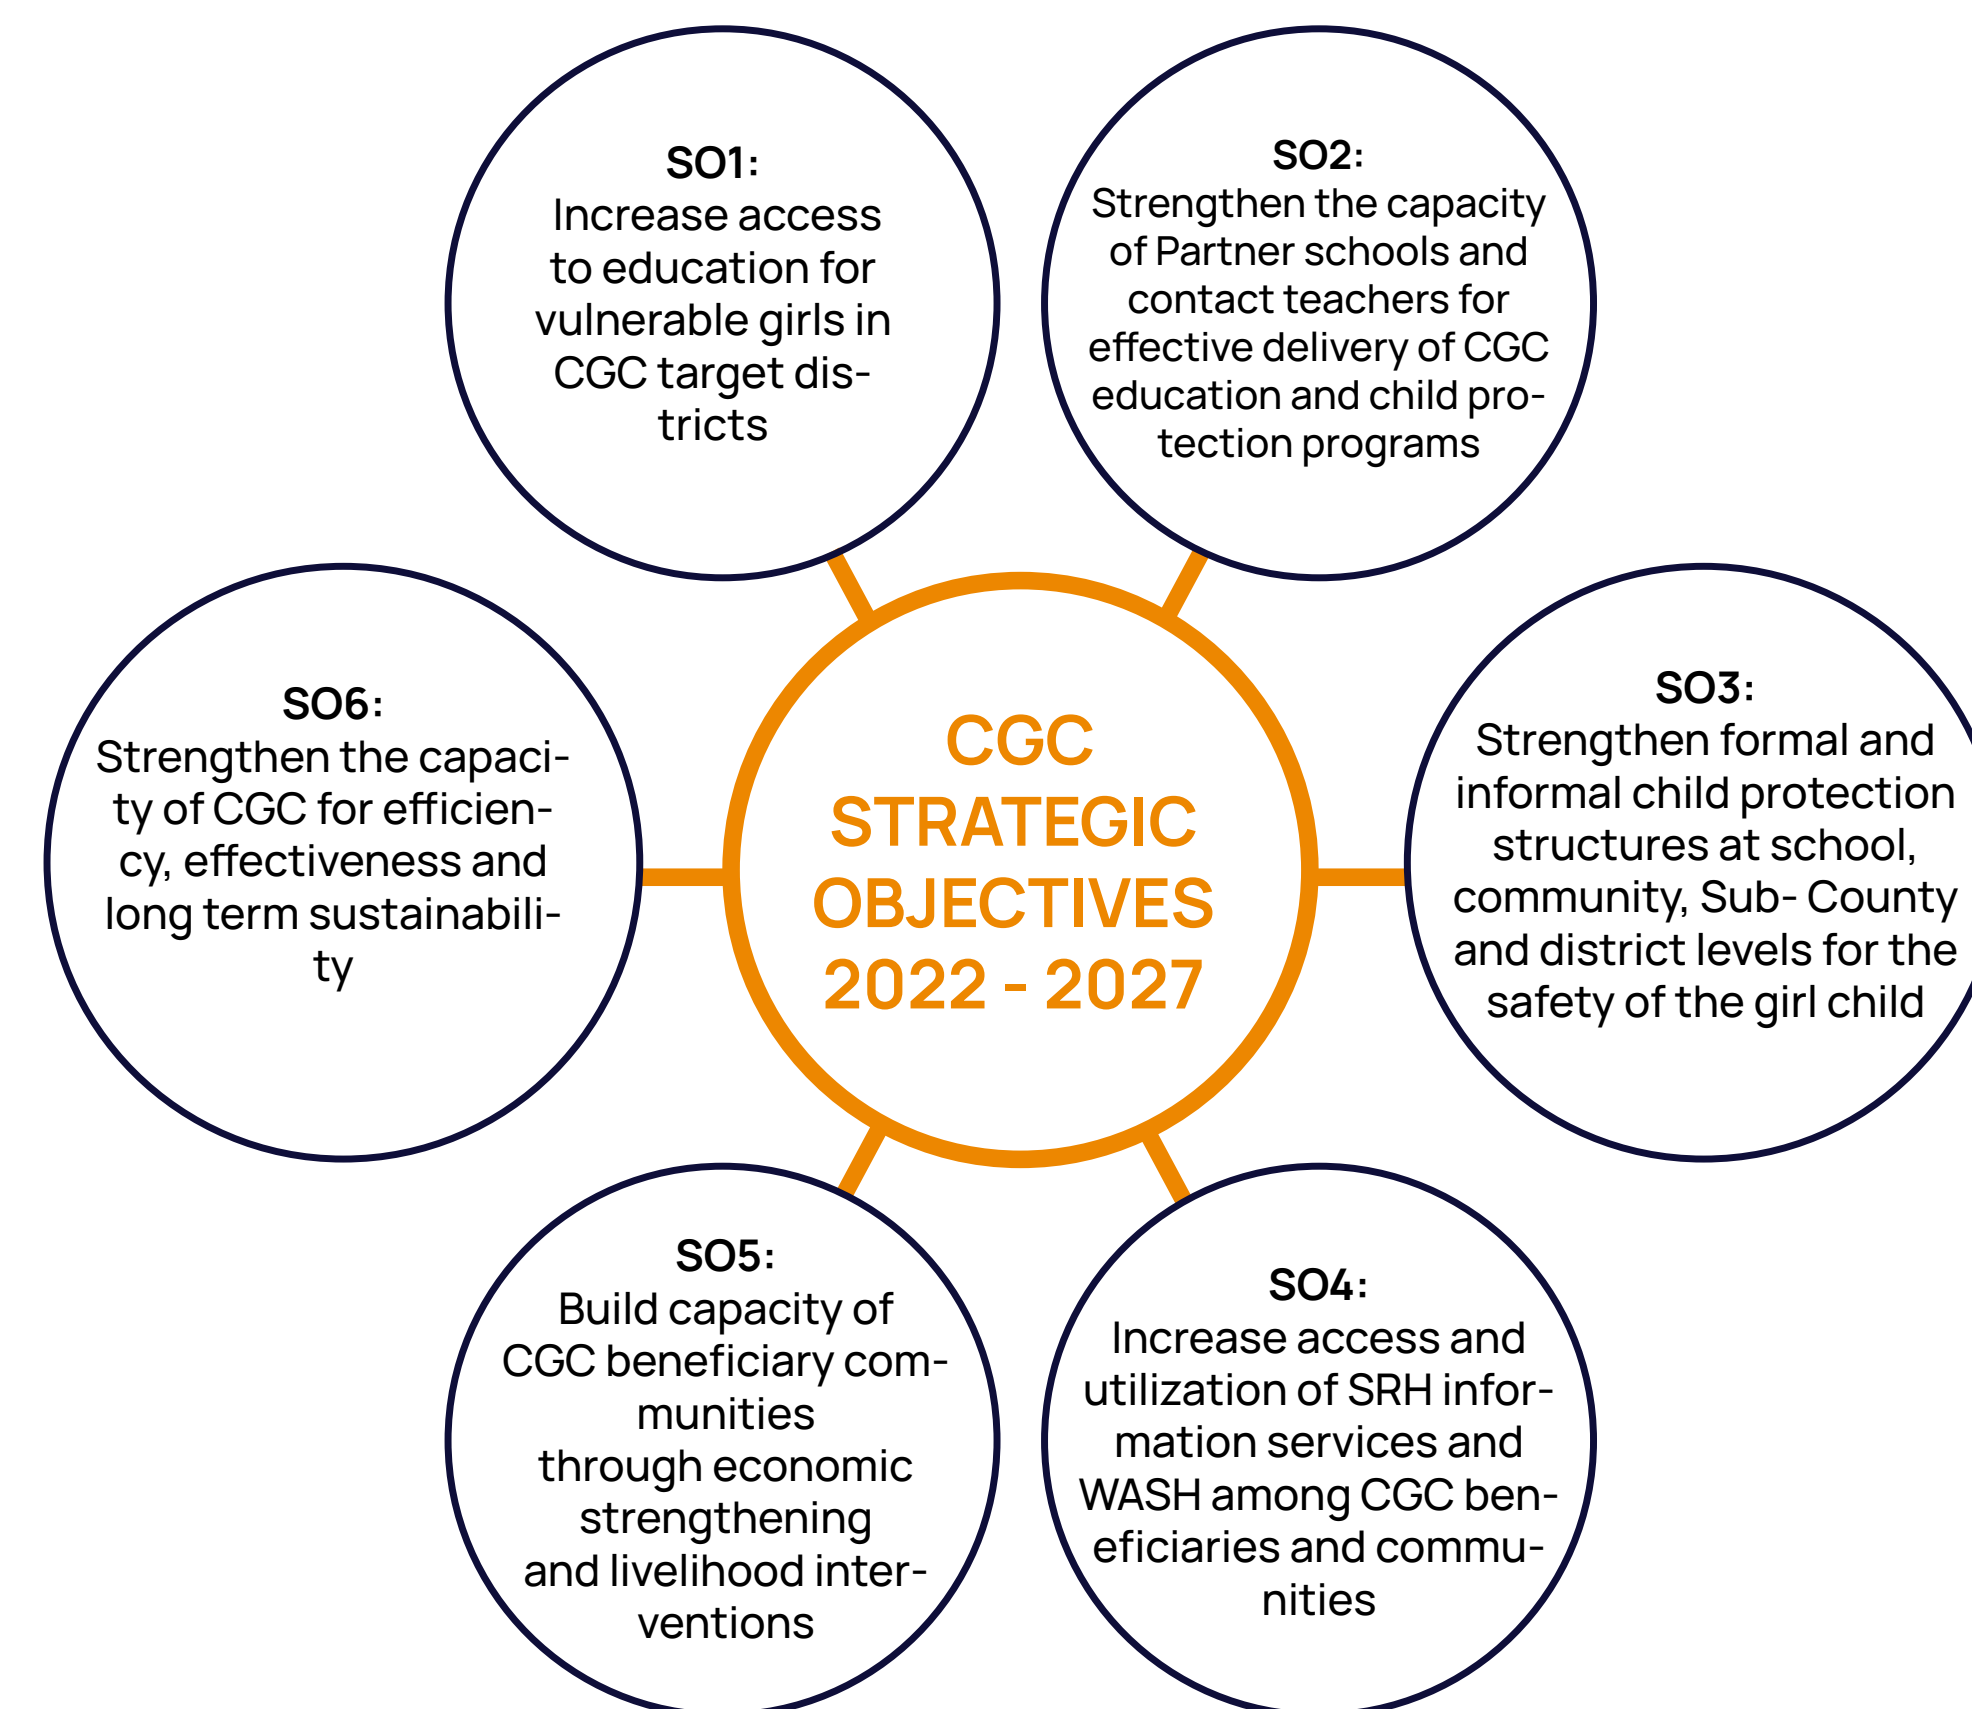 SO1:
Increase access
to education for
vulnerable girls in
CGC target dis-
tricts
SO2:
Strengthen the capacity
of Partner schools and
contact teachers for
effective delivery of CGC
education and child pro-
tection programs
SO3:
Strengthen formal and
informal child protection
structures at school,
community, Sub- County
and district levels for the
safety of the girl child
SO4:
Increase access and
utilization of SRH infor-
mation services and
WASH among CGC ben-
eficiaries and commu-
nities
SO5:
Build capacity of
CGC beneficiary com-
munities
through economic
strengthening
and livelihood inter-
ventions
SO6:
Strengthen the capaci-
ty of CGC for efficien-
cy, effectiveness and
long term sustainabili-
ty
CGC
STRATEGIC
OBJECTIVES
2022 - 2027